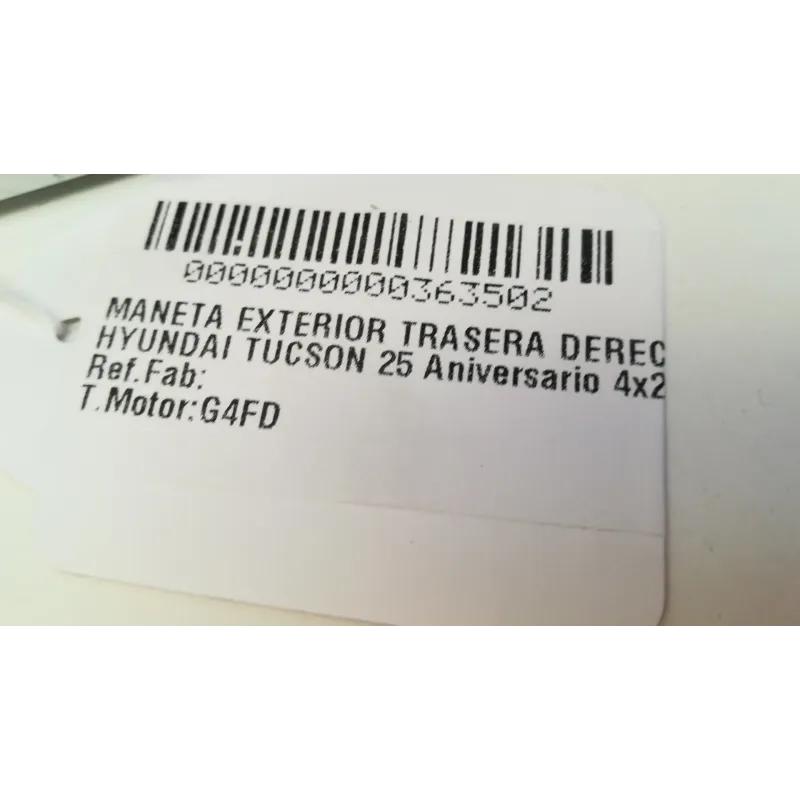 0000000000363502
MANETA EXTERIOR TRASERA DEREC
HYUNDAI TUCSON 25 Aniversario 4x2
Ref.Fab:
T.Motor:G4FD